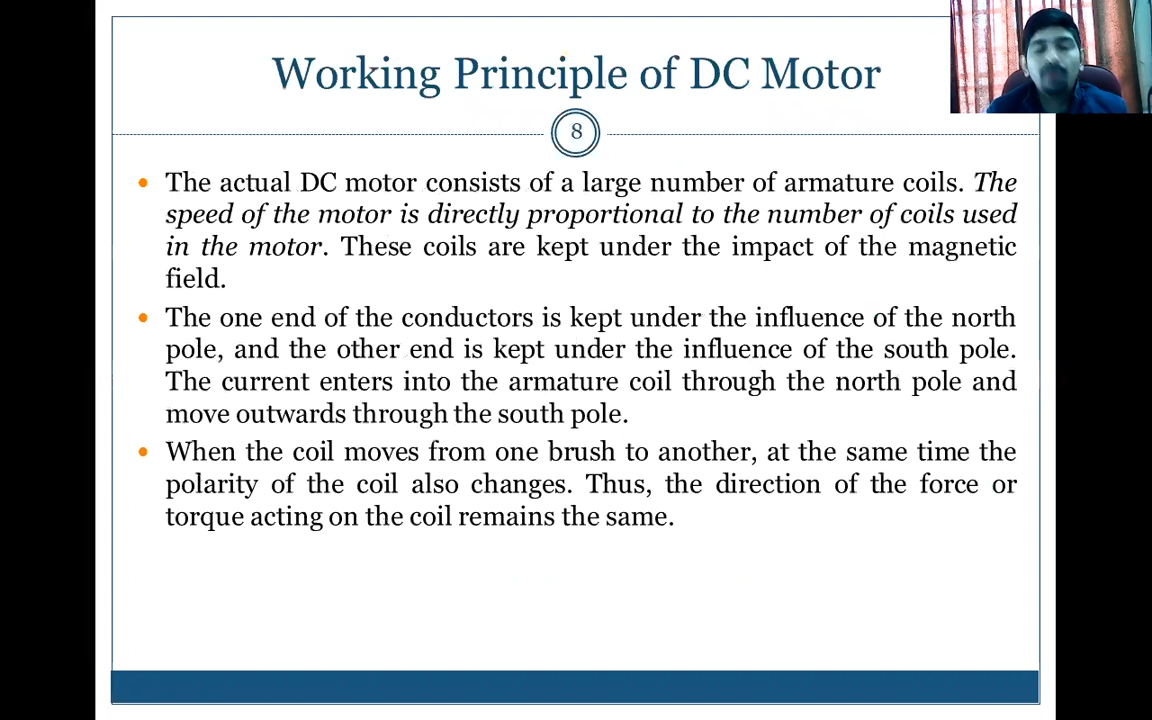 Working Principle of DC Motor
8
• The actual DC motor consists of a large number of armature coils. The
speed of the motor is directly proportional to the number of coils used
in the motor. These coils are kept under the impact of the magnetic
field.
• The one end of the conductors is kept under the influence of the north
pole, and the other end is kept under the influence of the south pole.
The current enters into the armature coil through the north pole and
move outwards through the south pole.
• When the coil moves from one brush to another, at the same time the
polarity of the coil also changes. Thus, the direction of the force or
torque acting on the coil remains the same.